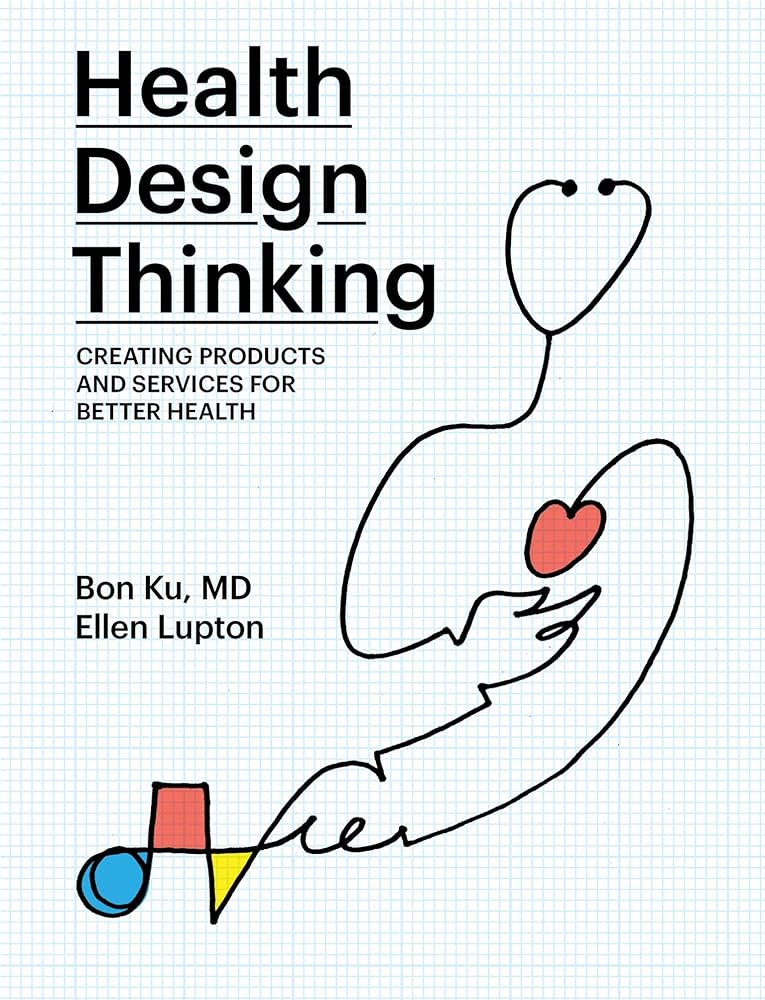 Health
Design
Thinking
CREATING PRODUCTS
AND SERVICES FOR
BETTER HEALTH
Bon Ku, MD
Ellen Lupton